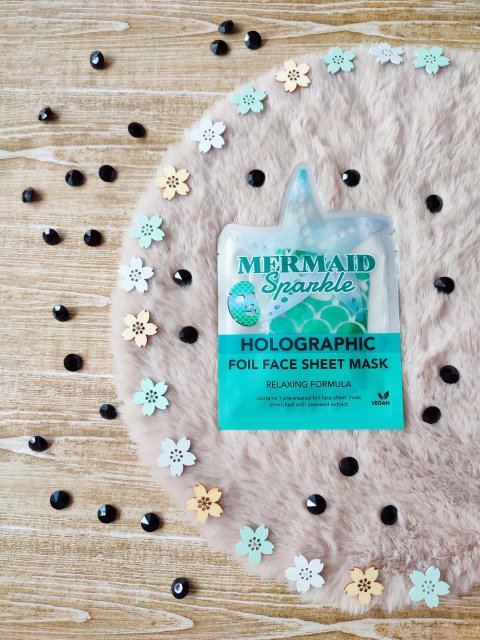 MERMAID
Sparkle
HOLOGRAPHIC
FOIL FACE SHEET MASK
RELAXING FORMULA
contains 1 pre-treated foil face sheet mask
enriched with seaweed extract
VEGAN